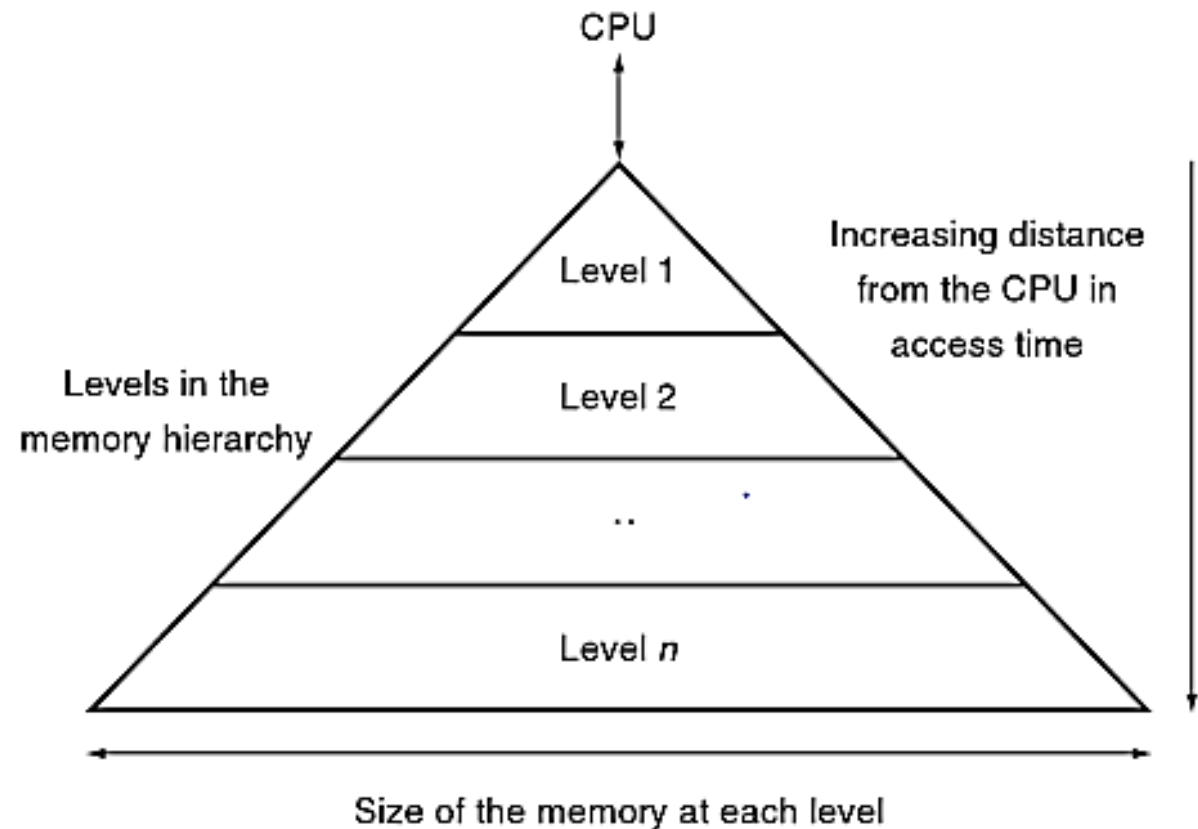 CPU
Level 1
Increasing distance
from the CPU in
access time
Levels in the
memory hierarchy
Level 2
..
Level n
Size of the memory at each level